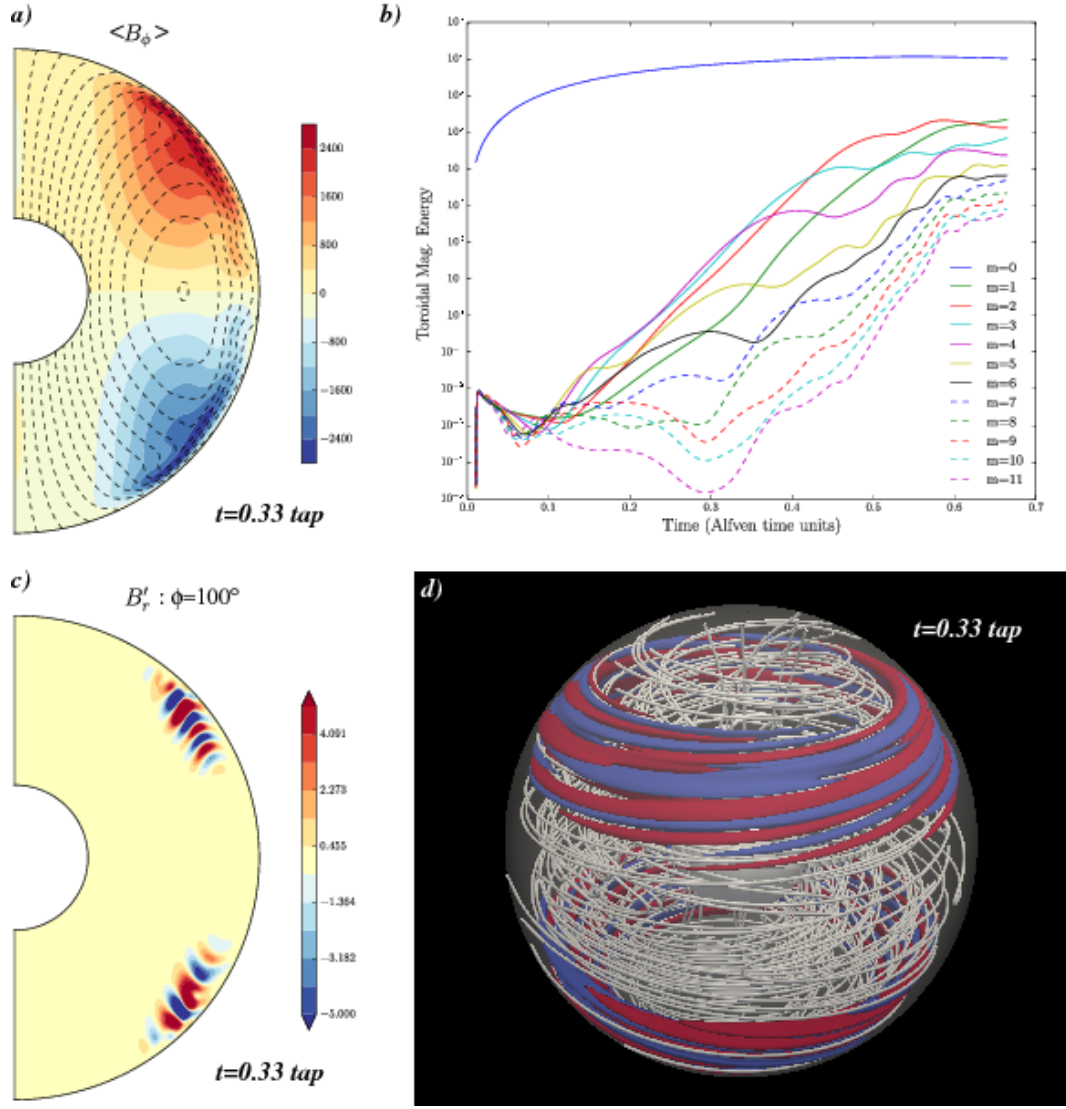 a)
<B_ϕ>
2400
1600
800
0
−800
−1600
−2400
t=0.33 tap
b)
Toroidal Mag. Energy
m=0
m=1
m=2
m=3
m=4
m=5
m=6
m=7
m=8
m=9
m=10
m=11
0.0 0.1 0.2 0.3 0.4 0.5 0.6 0.7
Time (Alfven time units)
c)
B′_r : ϕ=100°
4.091
2.273
0.455
−1.364
−3.182
−5.000
t=0.33 tap
d)
t=0.33 tap